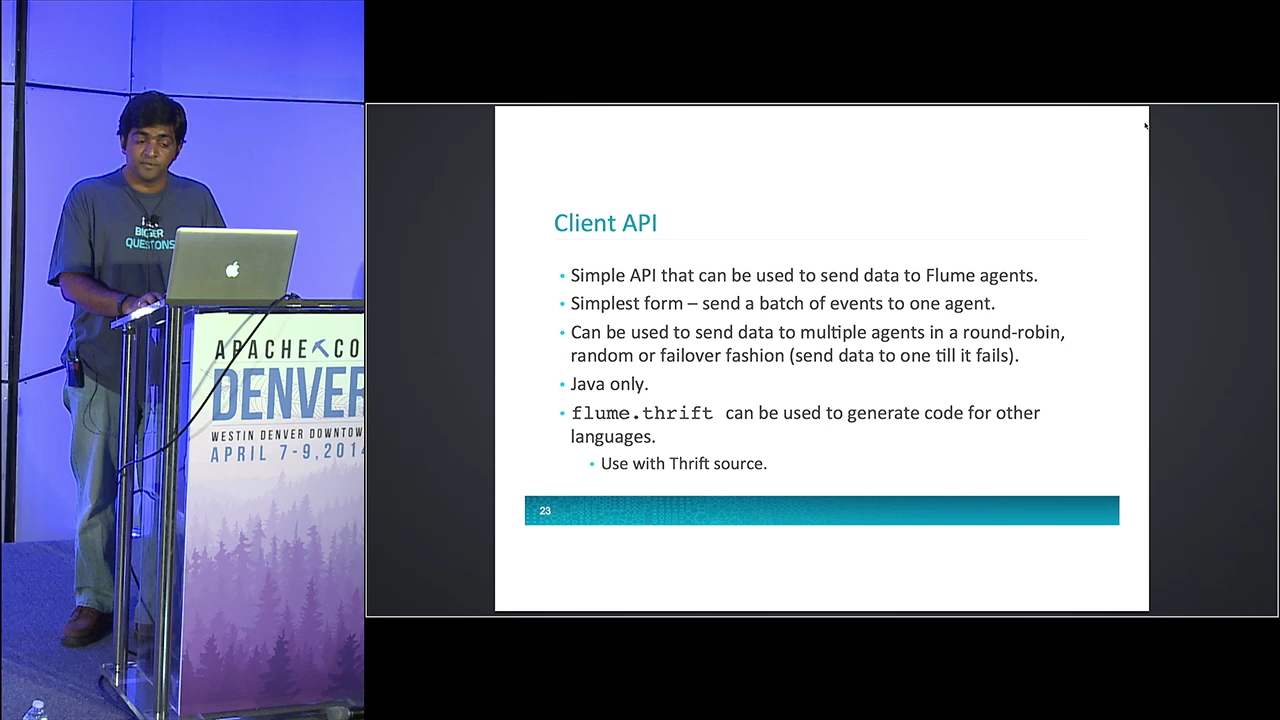 BIGGER
QUESTIONS
APACHE CO
DENVER
WESTIN DENVER DOWNTOW
APRIL 7-9, 2014
Client API
• Simple API that can be used to send data to Flume agents.
• Simplest form – send a batch of events to one agent.
• Can be used to send data to multiple agents in a round-robin,
random or failover fashion (send data to one till it fails).
• Java only.
• flume.thrift can be used to generate code for other
languages.
• Use with Thrift source.
23